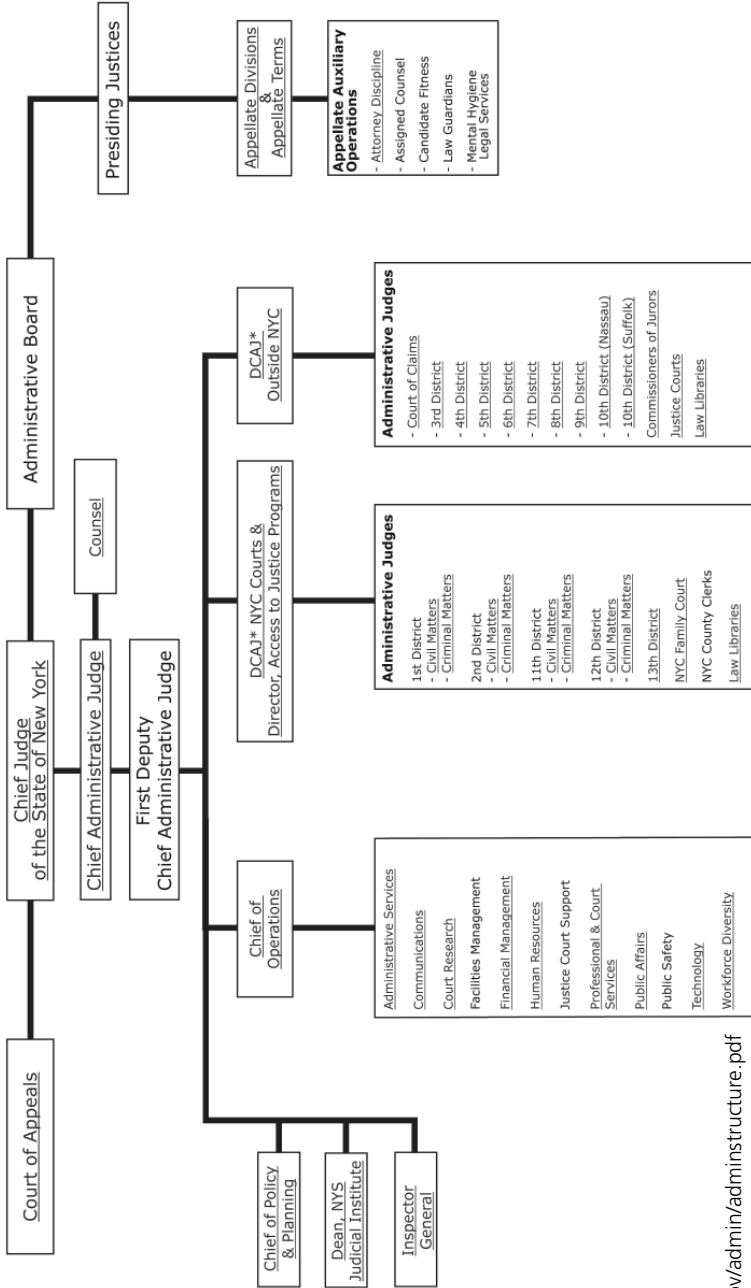 Court of Appeals
Chief Judge
of the State of New York
Administrative Board
Presiding Justices
Chief Administrative Judge
Counsel
First Deputy
Chief Administrative Judge
Appellate Divisions
&
Appellate Terms
Appellate Auxiliary
Operations
- Attorney Discipline
- Assigned Counsel
- Candidate Fitness
- Law Guardians
- Mental Hygiene
Legal Services
Chief of Policy
& Planning
Dean, NYS
Judicial Institute
Inspector
General
Chief of
Operations
Administrative Services
Communications
Court Research
Facilities Management
Financial Management
Human Resources
Justice Court Support
Professional & Court
Services
Public Affairs
Public Safety
Technology
Workforce Diversity
DCAJ* NYC Courts &
Director, Access to Justice Programs
Administrative Judges
1st District
- Civil Matters
- Criminal Matters
2nd District
- Civil Matters
- Criminal Matters
11th District
- Civil Matters
- Criminal Matters
12th District
- Civil Matters
- Criminal Matters
13th District
NYC Family Court
NYC County Clerks
Law Libraries
DCAJ*
Outside NYC
Administrative Judges
- Court of Claims
- 3rd District
- 4th District
- 5th District
- 6th District
- 7th District
- 8th District
- 9th District
- 10th District (Nassau)
- 10th District (Suffolk)
Commissioners of Jurors
Justice Courts
Law Libraries
ov/admin/adminstructure.pdf